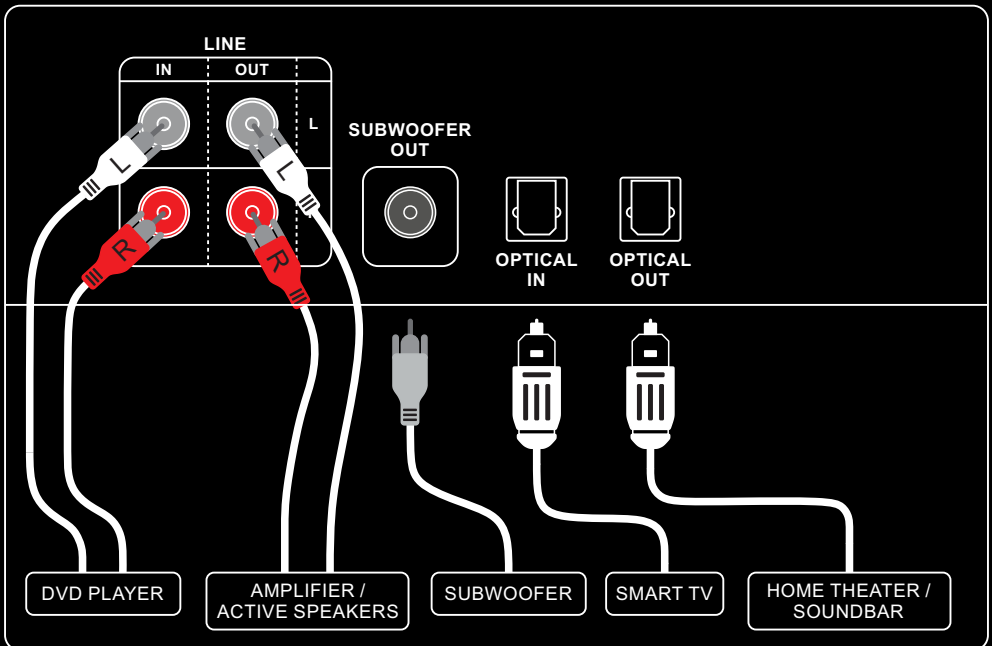 LINE
IN
OUT
L
SUBWOOFER
OUT
L
L
R
R
OPTICAL
IN
OPTICAL
OUT
DVD PLAYER
AMPLIFIER /
ACTIVE SPEAKERS
SUBWOOFER
SMART TV
HOME THEATER /
SOUNDBAR